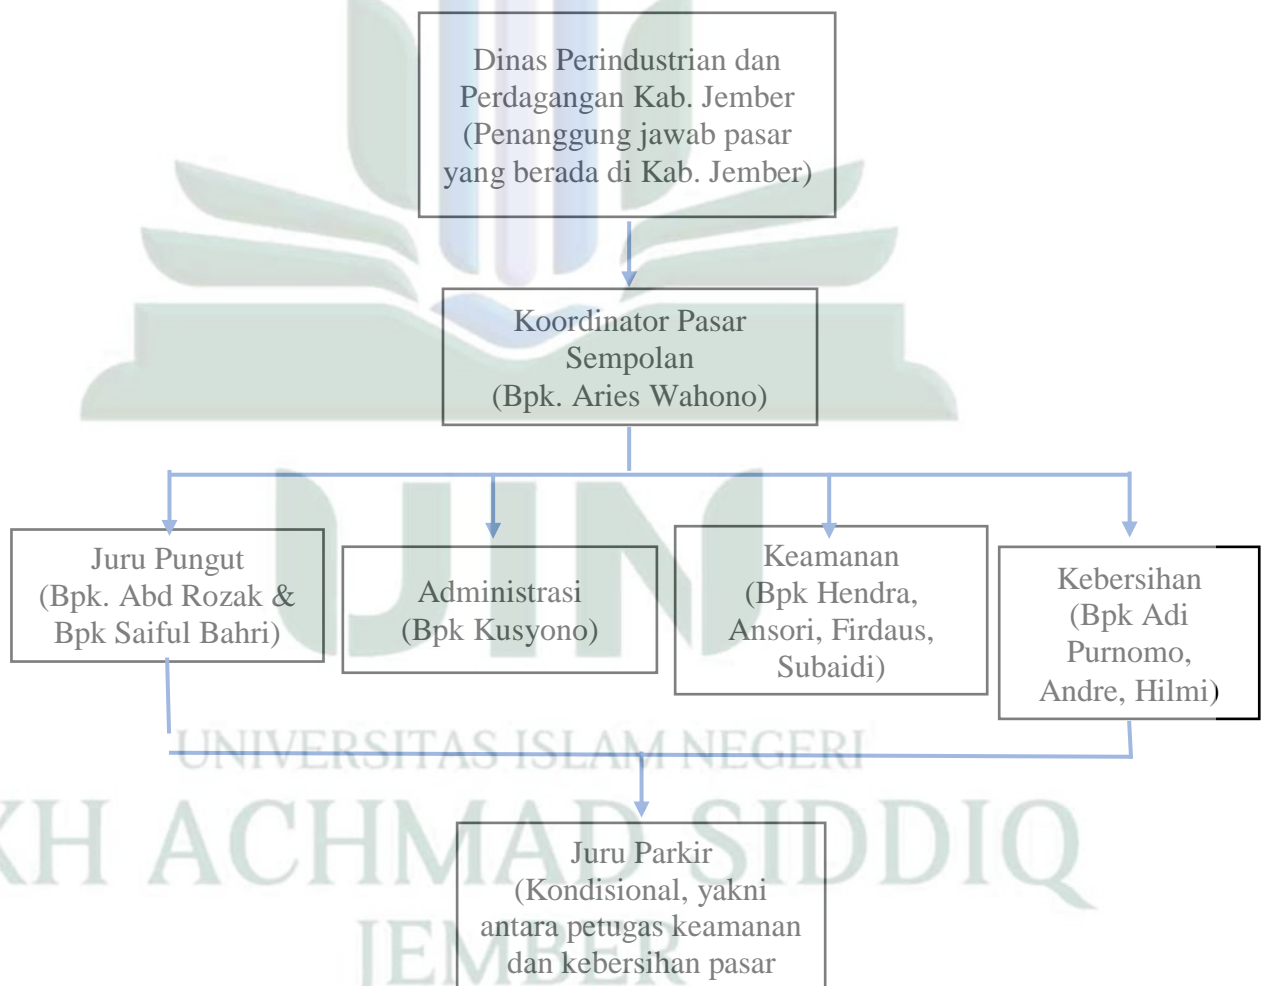 Dinas Perindustrian dan
Perdagangan Kab. Jember
(Penanggung jawab pasar
yang berada di Kab. Jember)
Koordinator Pasar
Sempolan
(Bpk. Aries Wahono)
Juru Pungut
(Bpk. Abd Rozak &
Bpk Saiful Bahri)
Administrasi
(Bpk Kusyono)
Keamanan
(Bpk Hendra,
Ansori, Firdaus,
Subaidi)
Kebersihan
(Bpk Adi
Purnomo,
Andre, Hilmi)
Juru Parkir
(Kondisional, yakni
antara petugas keamanan
dan kebersihan pasar
UIN
UNIVERSITAS ISLAM NEGERI
KH ACHMAD SIDDIQ
JEMBER